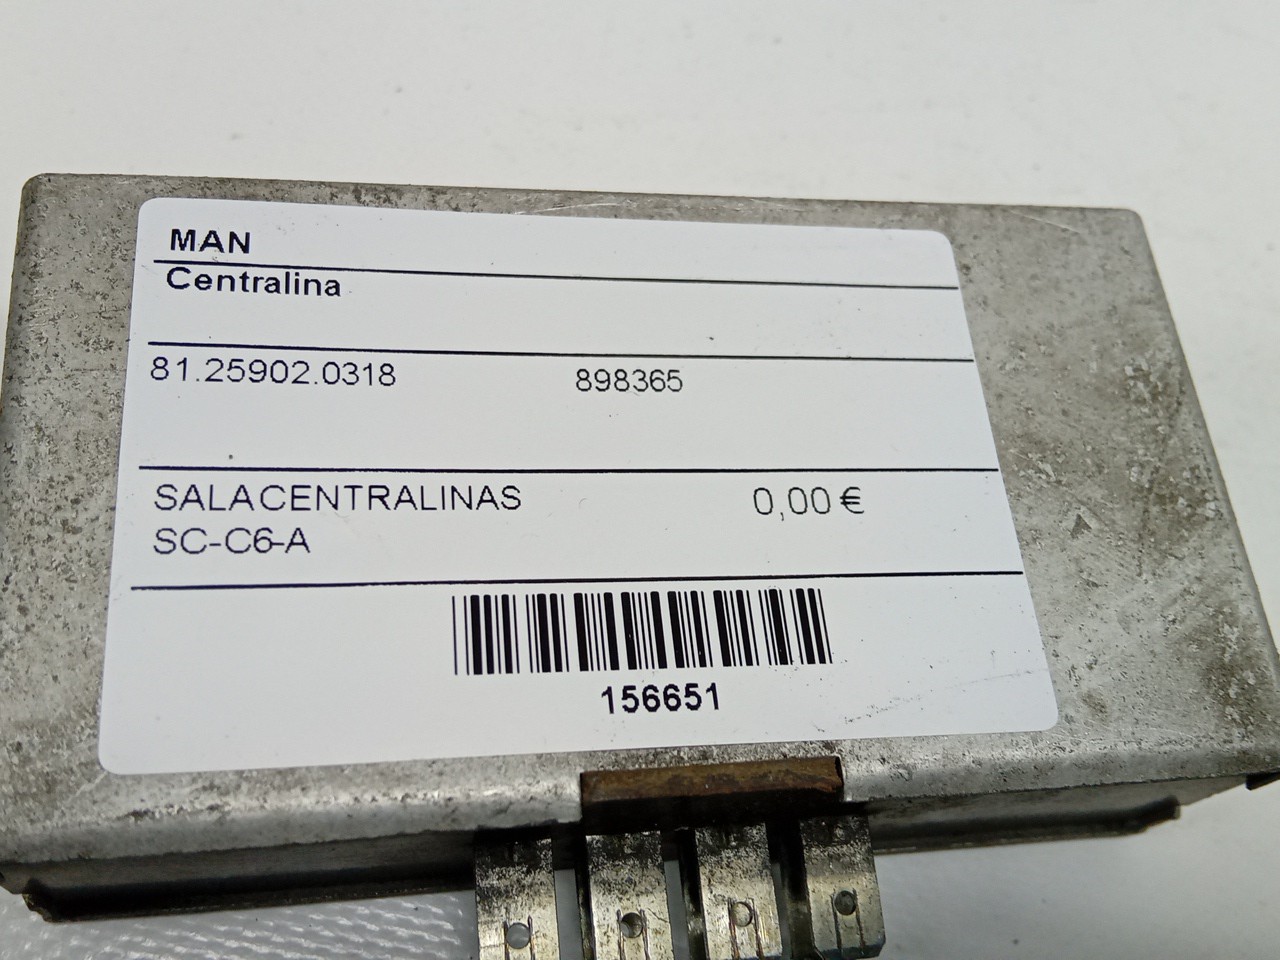 MAN
Centralina
81.25902.0318 898365
SALACENTRALINAS 0,00 €
SC-C6-A
156651